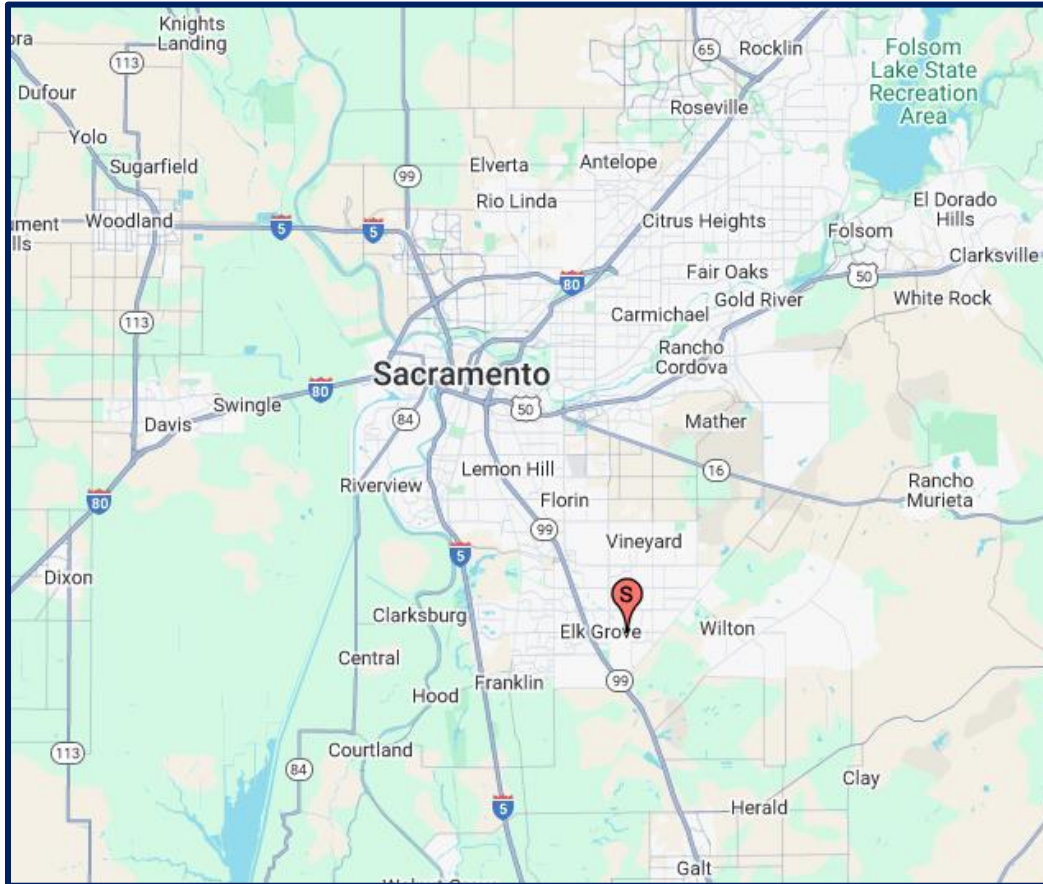 Knights
Landing
113
65
Rocklin
Folsom
Lake State
Recreation
Area
Dufour
Roseville
Yolo
Sugarfield
99
Elverta
Antelope
Rio Linda
El Dorado
Hills
Woodland
5
5
Citrus Heights
Folsom
Clarksville
80
Fair Oaks
50
Gold River
White Rock
113
Carmichael
Rancho
Cordova
Sacramento
80
Swingle
84
50
Davis
Mather
16
Lemon Hill
Riverview
Florin
Rancho
Murieta
80
99
Vineyard
5
Dixon
S
Clarksburg
Elk Grove
Wilton
Central
Franklin
99
Hood
Courtland
113
84
Clay
5
Herald
Galt